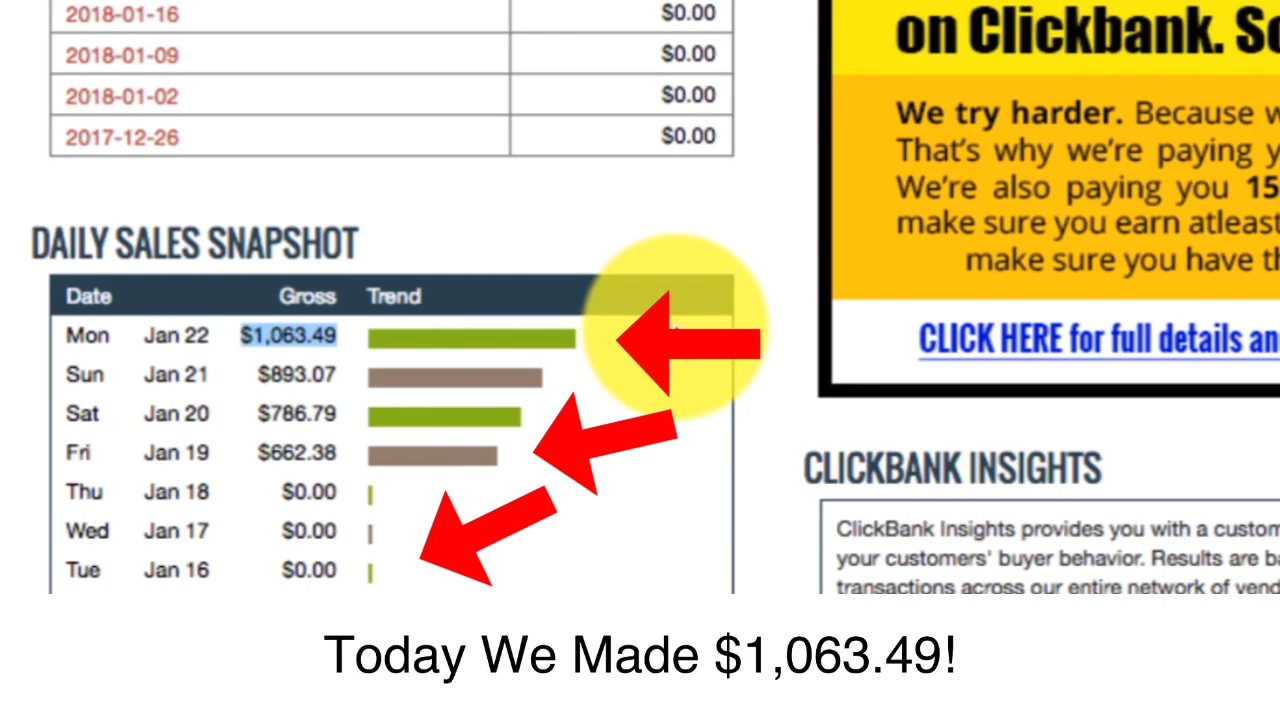 2018-01-16 $0.00
2018-01-09 $0.00
2018-01-02 $0.00
2017-12-26 $0.00
DAILY SALES SNAPSHOT
Date Gross Trend
Mon Jan 22 $1,063.49
Sun Jan 21 $893.07
Sat Jan 20 $786.79
Fri Jan 19 $662.38
Thu Jan 18 $0.00
Wed Jan 17 $0.00
Tue Jan 16 $0.00
on Clickbank. So
We try harder. Because w
That's why we're paying y
We're also paying you 15
make sure you earn atleast
make sure you have th
CLICK HERE for full details an
CLICKBANK INSIGHTS
ClickBank Insights provides you with a custom
your customers' buyer behavior. Results are ba
transactions across our entire network of vend
Today We Made $1,063.49!